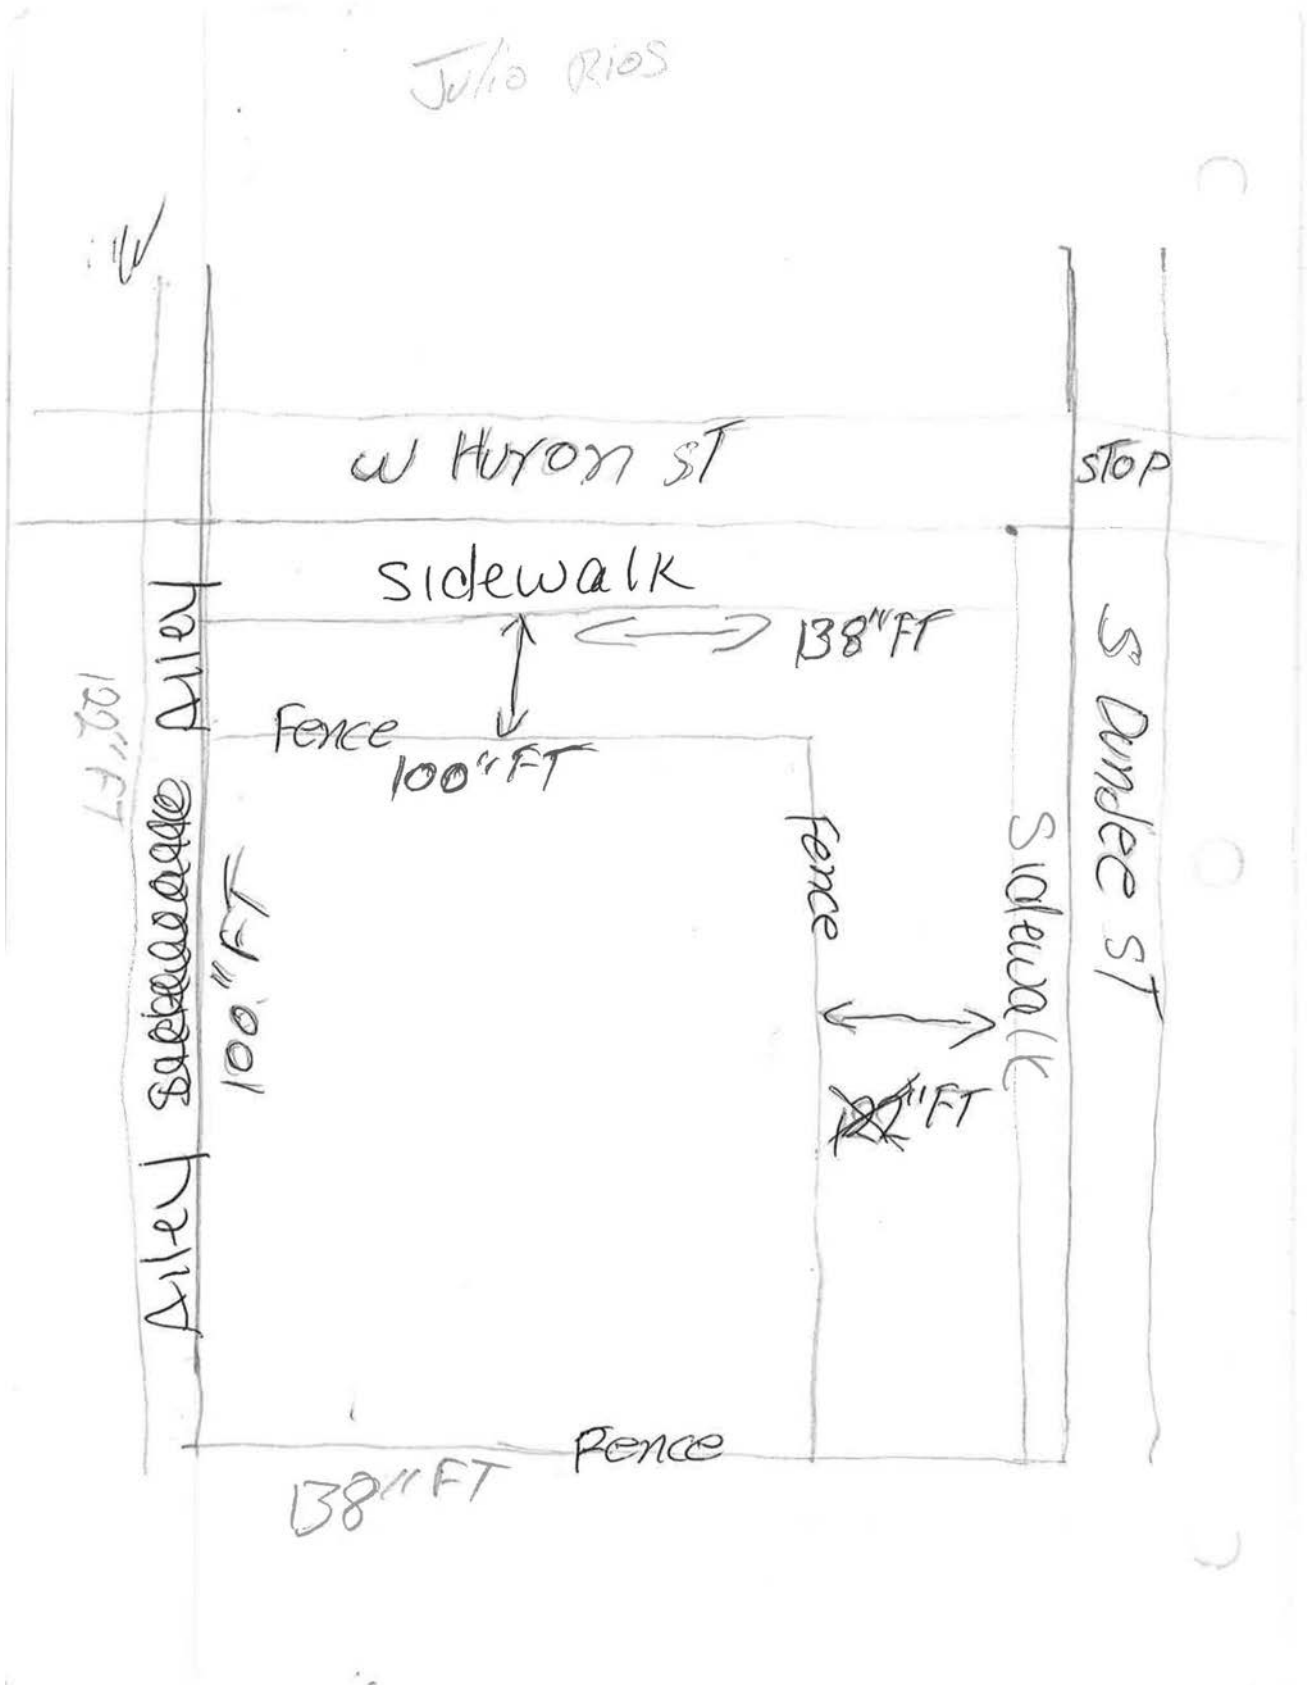 Julio Rios
W Huron ST
STOP
Sidewalk
138" FT
Alley
122" FT
Fence
100" FT
S Dundee ST
Fence
Sidewalk
100" FT
" FT
Alley
Fence
138" FT